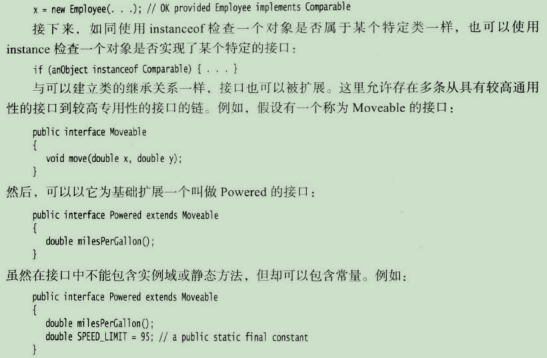 x = new Employee(. . .); // OK provided Employee implements Comparable
接下来，如同使用 instanceof 检查一个对象是否属于某个特定类一样，也可以使用
instance 检查一个对象是否实现了某个特定的接口：
if (anObject instanceof Comparable) { . . . }
与可以建立类的继承关系一样，接口也可以被扩展。这里允许存在多条从具有较高通用
性的接口到较高专用性的接口的链。例如，假设有一个称为 Moveable 的接口：
public interface Moveable
{
void move(double x, double y);
}
然后，可以以它为基础扩展一个叫做 Powered 的接口：
public interface Powered extends Moveable
{
double milesPerGallon();
}
虽然在接口中不能包含实例域或静态方法，但却可以包含常量。例如：
public interface Powered extends Moveable
{
double milesPerGallon();
double SPEED_LIMIT = 95; // a public static final constant
}